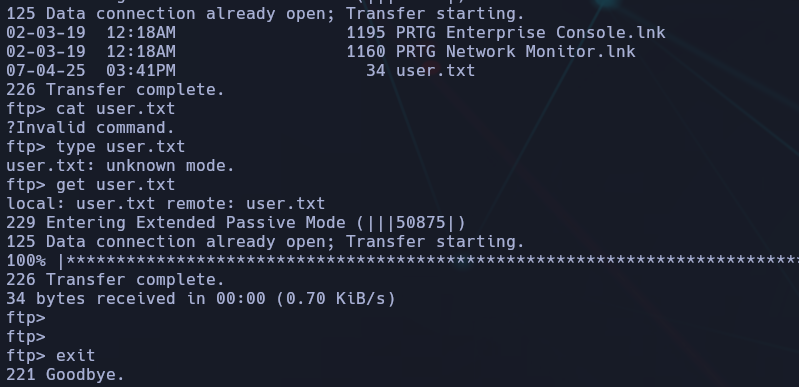 125 Data connection already open; Transfer starting.
02-03-19  12:18AM                 1195 PRTG Enterprise Console.lnk
02-03-19  12:18AM                 1160 PRTG Network Monitor.lnk
07-04-25  03:41PM                   34 user.txt
226 Transfer complete.
ftp> cat user.txt
?Invalid command.
ftp> type user.txt
user.txt: unknown mode.
ftp> get user.txt
local: user.txt remote: user.txt
229 Entering Extended Passive Mode (|||50875|)
125 Data connection already open; Transfer starting.
100% |*************************************************************************
226 Transfer complete.
34 bytes received in 00:00 (0.70 KiB/s)
ftp>
ftp>
ftp> exit
221 Goodbye.